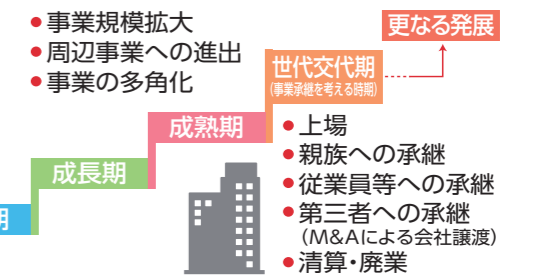 ●事業規模拡大
●周辺事業への進出
●事業の多角化
更なる発展
世代交代期
(事業承継を考える時期)
成熟期
成長期
期
●上場
●親族への承継
●従業員等への承継
●第三者への承継
(M&Aによる会社譲渡)
●清算・廃業